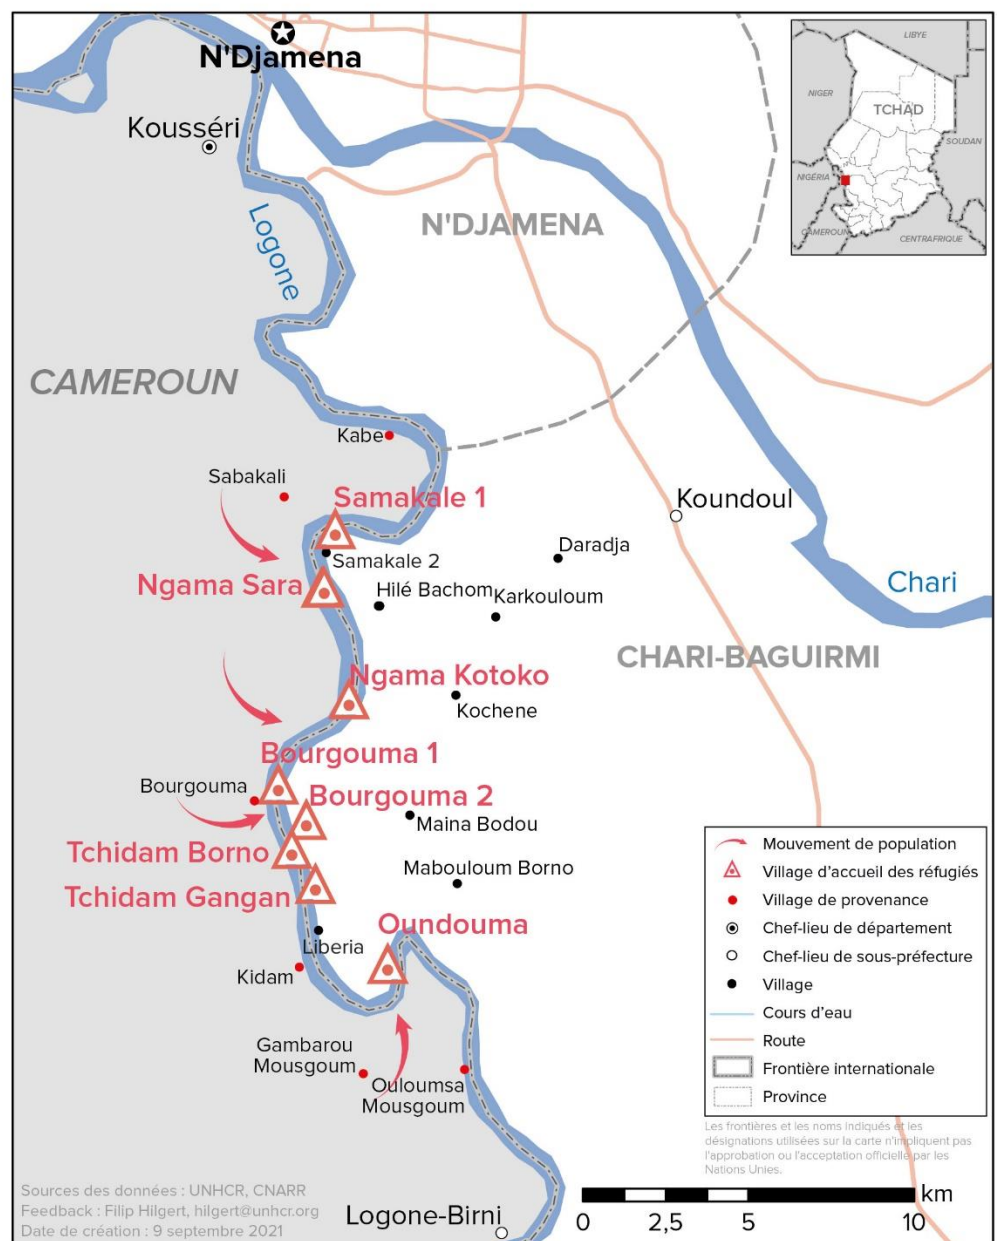 N'Djamena
LIBYE
NIGER
TCHAD
SOUDAN
NIGÉRIA
CAMEROUN
CENTRAFRIQUE
Kousséri
Logone
N'DJAMENA
CAMEROUN
Kabe
Sabakali
Samakale 1
Koundoul
Samakale 2
Daradja
Ngama Sara
Hilé Bachom
Karkouloum
Chari
CHARI-BAGUIRMI
Ngama Kotoko
Kochene
Bourgouma 1
Bourgouma
Bourgouma 2
Maina Bodou
Tchidam Borno
Mabouloum Borno
Tchidam Gangan
Oundouma
Liberia
Kidam
Gambarou
Mousgoum
Ouloumsa
Mousgoum
Mouvement de population
Village d'accueil des réfugiés
Village de provenance
Chef-lieu de département
Chef-lieu de sous-préfecture
Village
Cours d'eau
Route
Frontière internationale
Province
Les frontières et les noms indiqués et les
désignations utilisées sur la carte n'impliquent pas
l'approbation ou l'acceptation officielle par les
Nations Unies.
Sources des données : UNHCR, CNARR
Feedback : Filip Hilgert, hilgert@unhcr.org
Date de création : 9 septembre 2021
Logone-Birni
km
0 2,5 5 10